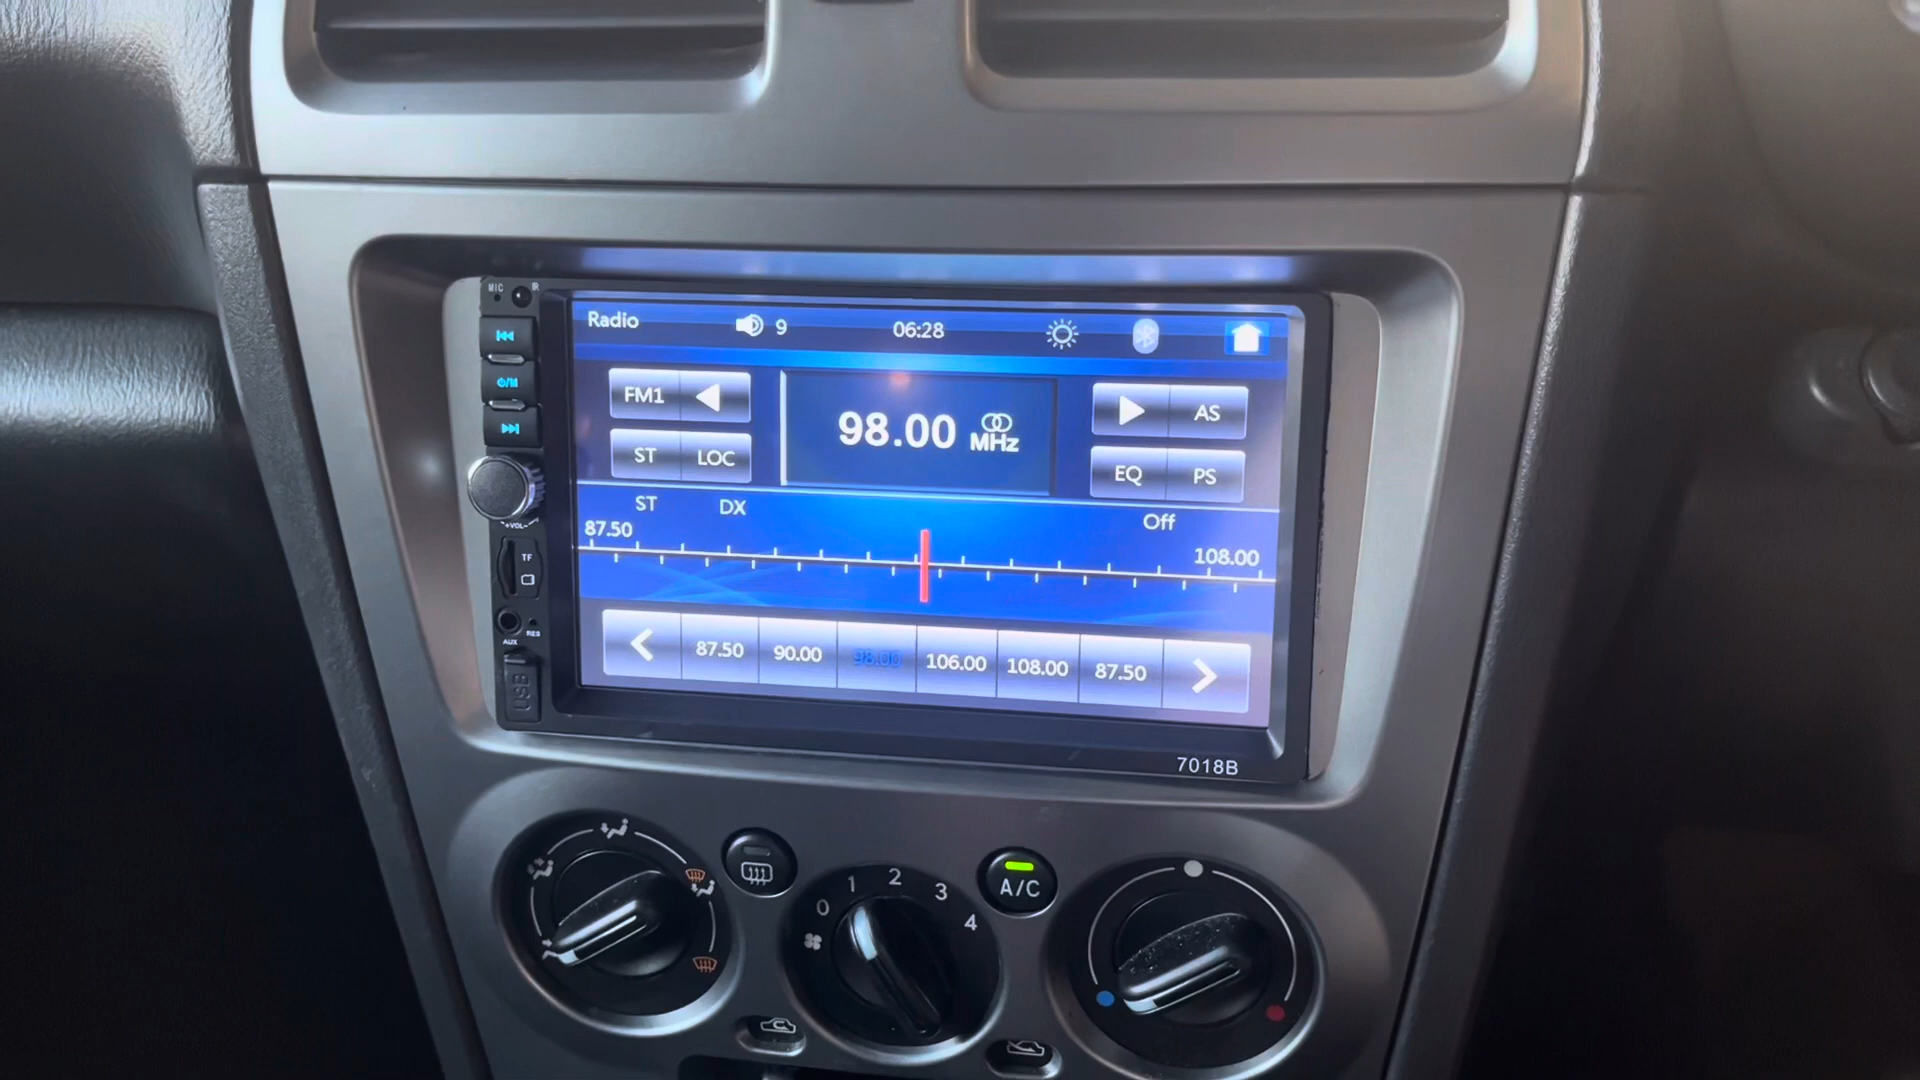 MIC IR
Radio 9 06:28
FM1 AS
98.00 MHz
ST LOC EQ PS
ST DX Off
87.50 108.00
+VOL-
TF
RES
AUX
87.50 90.00 98.00 106.00 108.00 87.50
USB
7018B
0 1 2 3 4
A/C